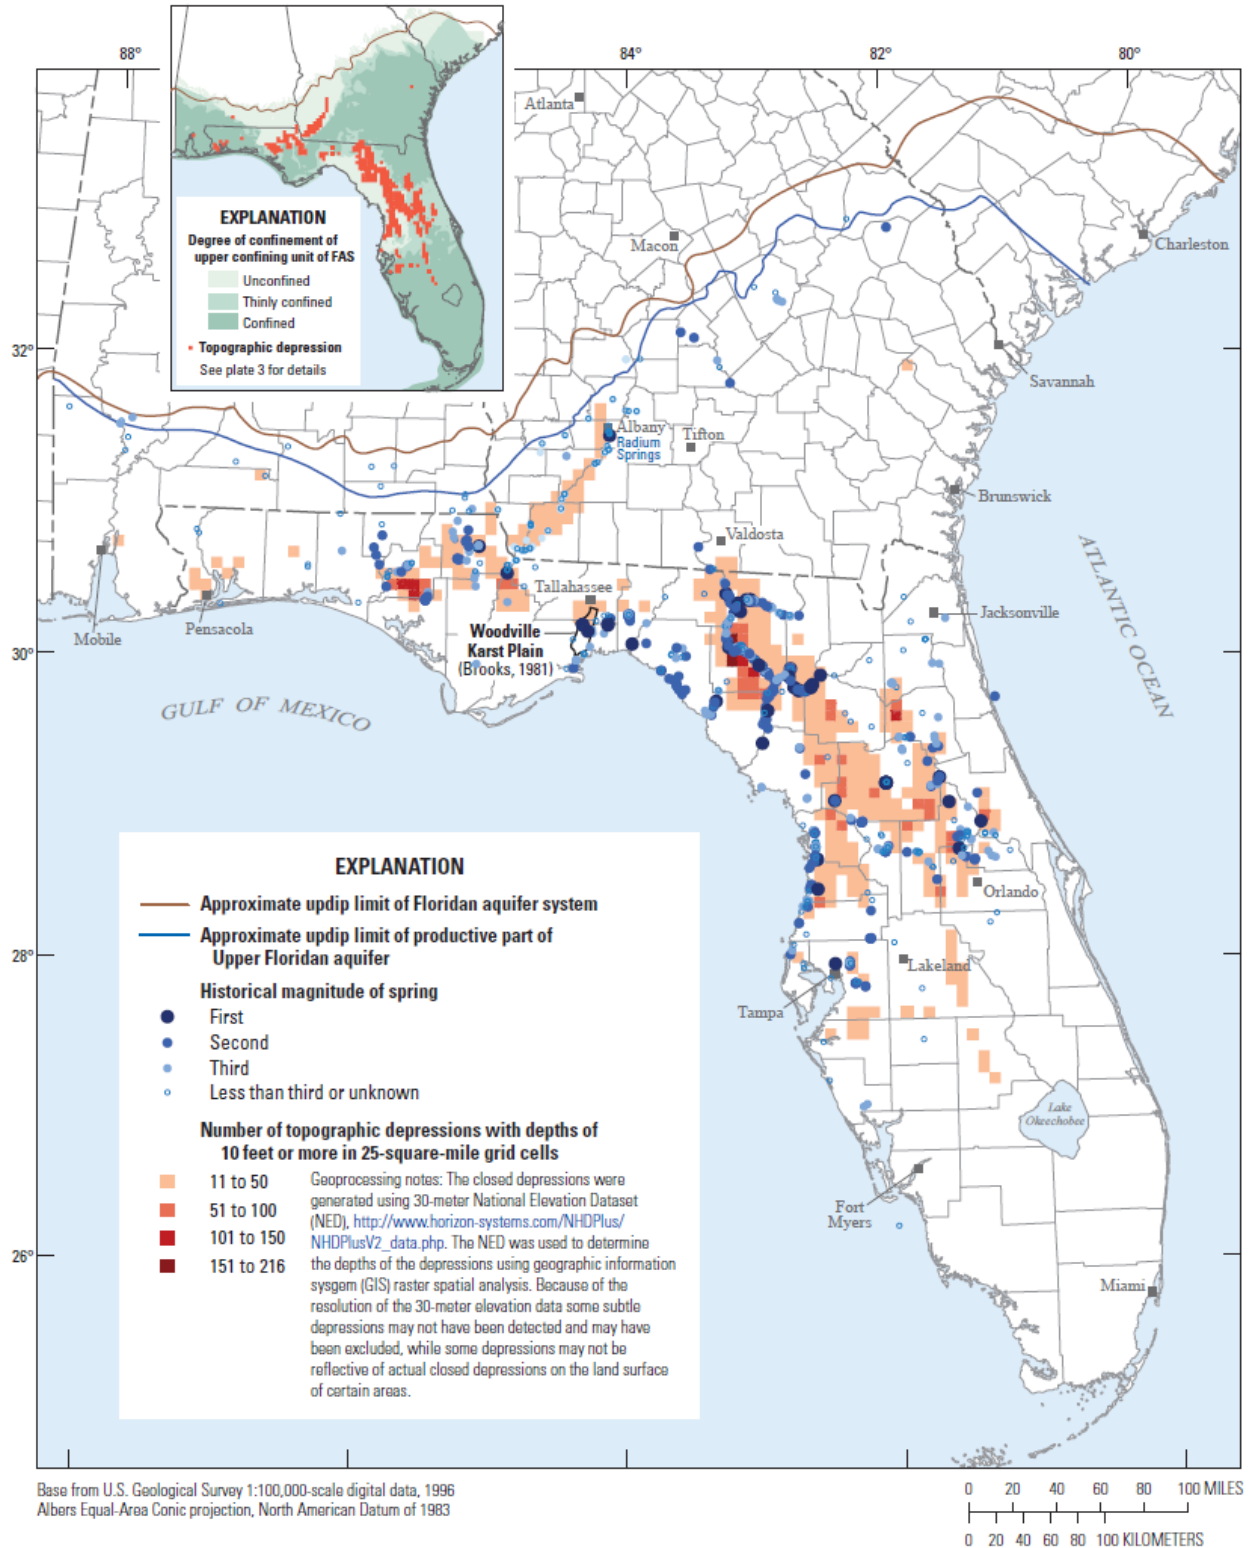 88°
84°
82°
80°
EXPLANATION
Degree of confinement of
upper confining unit of FAS
Unconfined
Thinly confined
Confined
Topographic depression
See plate 3 for details
Atlanta
Macon
Charleston
32°
Savannah
Albany
Radium
Springs
Tifton
Brunswick
Valdosta
Tallahassee
Jacksonville
Mobile
Pensacola
Woodville
Karst Plain
(Brooks, 1981)
30°
GULF OF MEXICO
ATLANTIC OCEAN
Orlando
28°
Lakeland
Tampa
Lake
Okeechobee
Fort
Myers
26°
Miami
EXPLANATION
Approximate updip limit of Floridan aquifer system
Approximate updip limit of productive part of
Upper Floridan aquifer
Historical magnitude of spring
First
Second
Third
Less than third or unknown
Number of topographic depressions with depths of
10 feet or more in 25-square-mile grid cells
11 to 50
51 to 100
101 to 150
151 to 216
Geoprocessing notes: The closed depressions were
generated using 30-meter National Elevation Dataset
(NED), http://www.horizon-systems.com/NHDPlus/
NHDPlusV2_data.php. The NED was used to determine
the depths of the depressions using geographic information
sysgem (GIS) raster spatial analysis. Because of the
resolution of the 30-meter elevation data some subtle
depressions may not have been detected and may have
been excluded, while some depressions may not be
reflective of actual closed depressions on the land surface
of certain areas.
Base from U.S. Geological Survey 1:100,000-scale digital data, 1996
Albers Equal-Area Conic projection, North American Datum of 1983
0 20 40 60 80 100 MILES
0 20 40 60 80 100 KILOMETERS